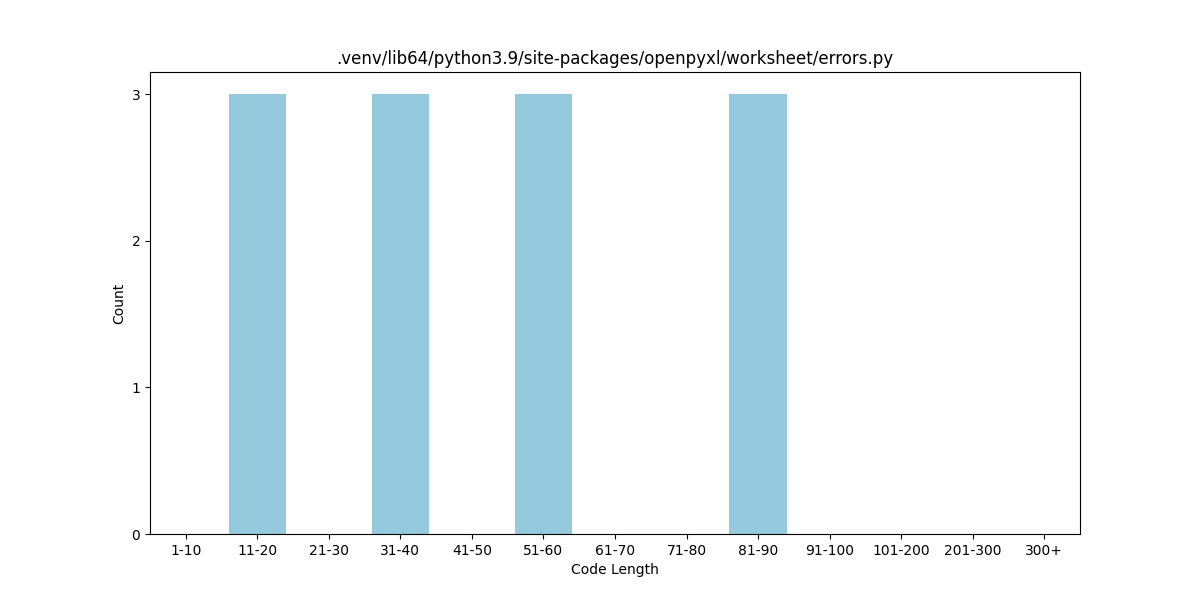 .venv/lib64/python3.9/site-packages/openpyxl/worksheet/errors.py
3
2
1
0
Count
1-10 11-20 21-30 31-40 41-50 51-60 61-70 71-80 81-90 91-100 101-200 201-300 300+
Code Length